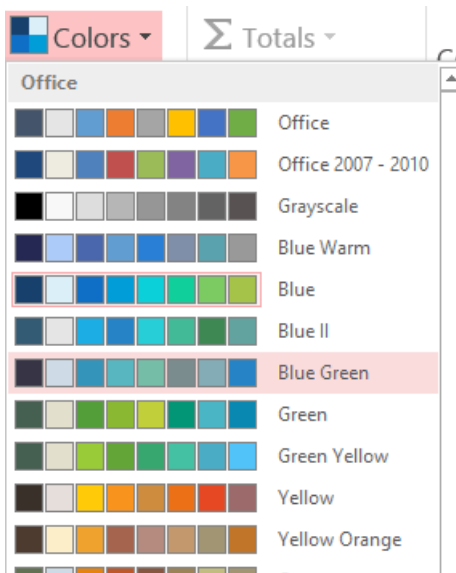 Colors
Σ Totals
Office
Office
Office 2007 - 2010
Grayscale
Blue Warm
Blue
Blue II
Blue Green
Green
Green Yellow
Yellow
Yellow Orange